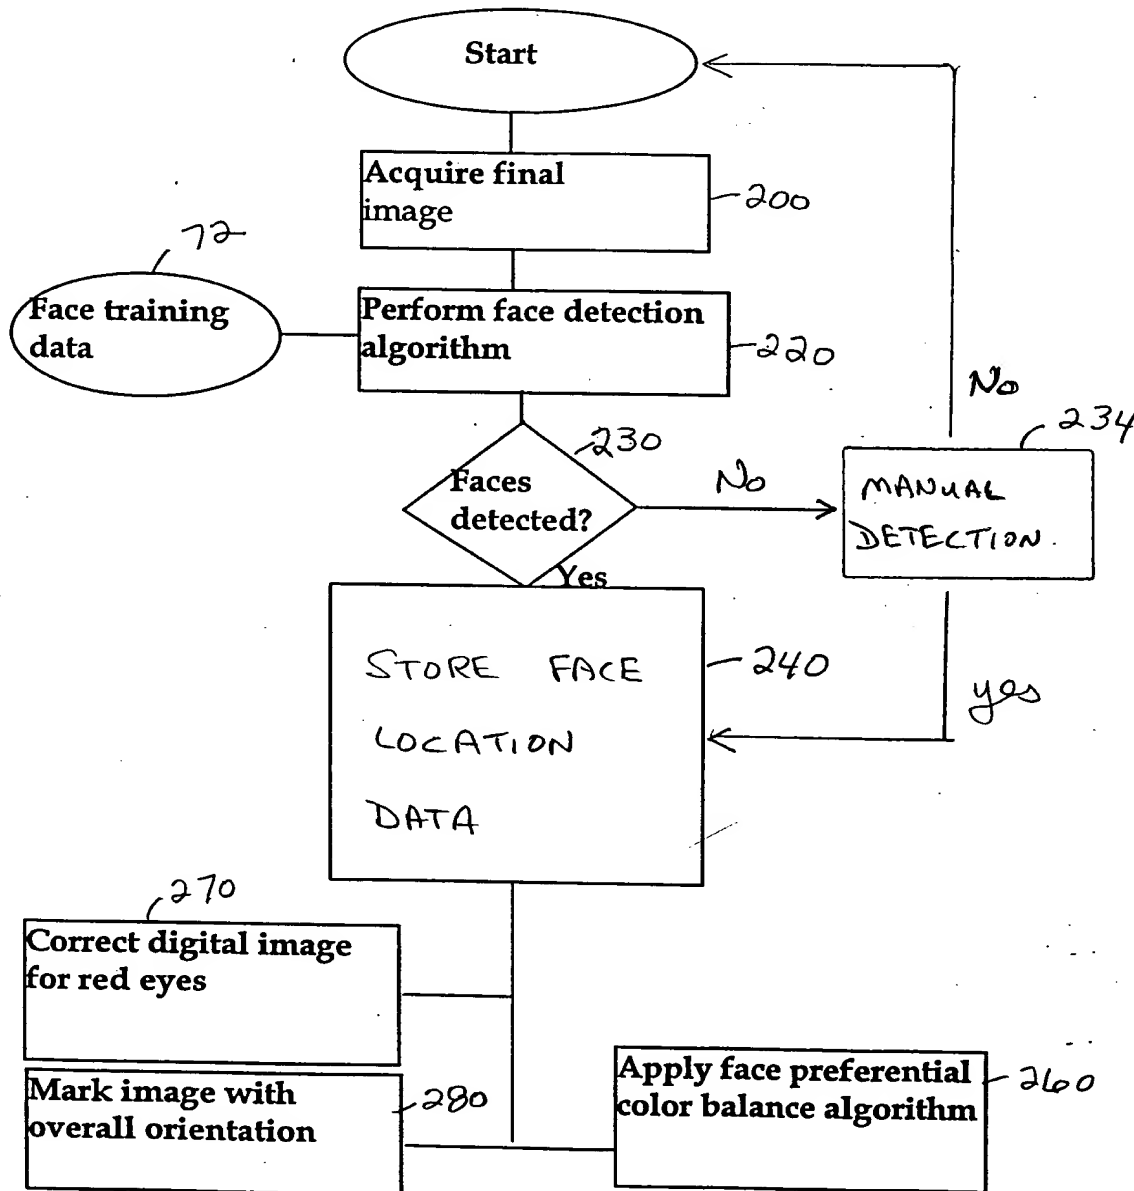 Start
Acquire final
image
200
72
Face training
data
Perform face detection
algorithm
220
No
234
230
Faces
detected?
No
MANUAL
DETECTION.
Yes
STORE FACE
240
LOCATION
yes
DATA
270
Correct digital image
for red eyes
Mark image with
overall orientation
280
Apply face preferential
color balance algorithm
260